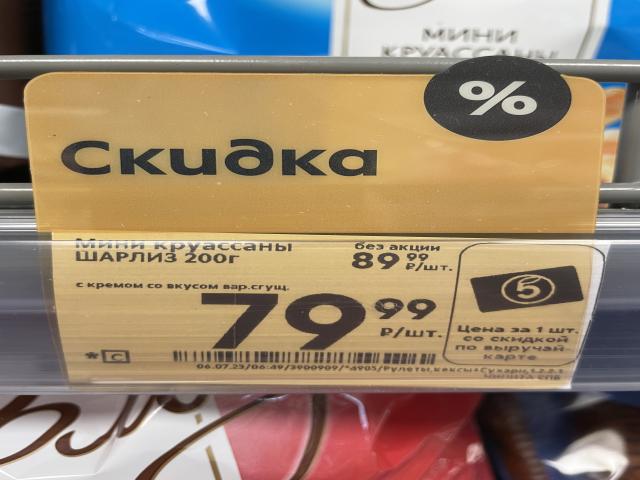 МИНИ
КРУАССАНЫ
%
Скидка
Мини круассаны
ШАРЛИЗ 200г
без акции
89 99
₽/шт.
с кремом со вкусом вар.сгущ.
79 99
₽/шт.
5
Цена за 1 шт.
со скидкой
по выручай-
карте
*С
06.07.23/06:49/3900909/*4905/Рулеты,кексы+Сухари,1.2.2.1